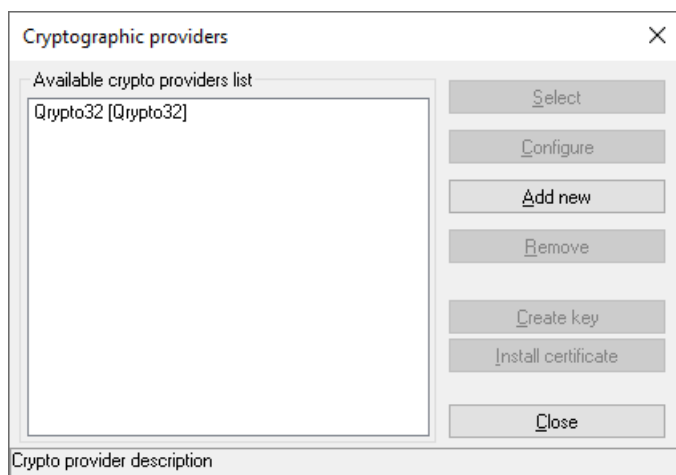 Cryptographic providers
Available crypto providers list
Qrypto32 [Qrypto32]
Select
Configure
Add new
Remove
Create key
Install certificate
Close
Crypto provider description